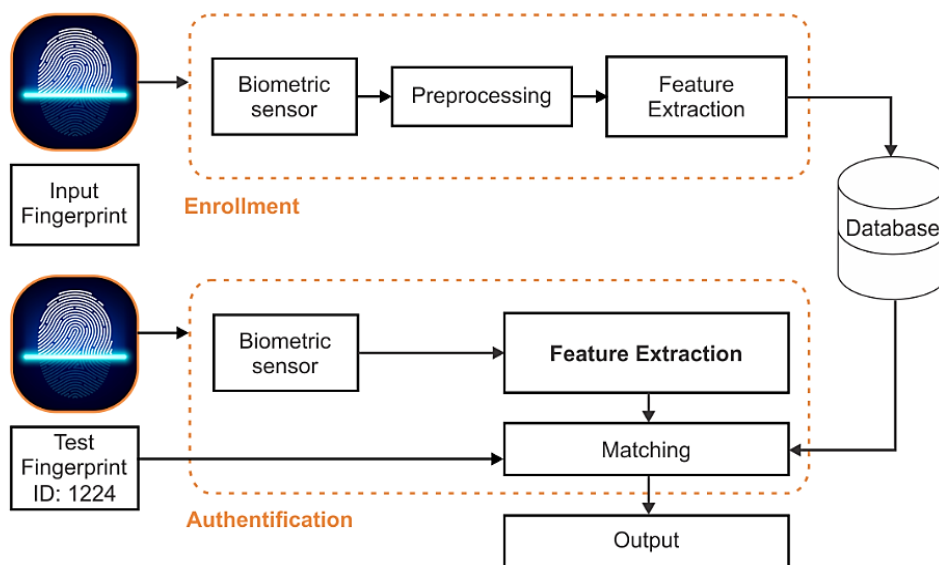 Biometric
sensor
Preprocessing
Feature
Extraction
Input
Fingerprint
Enrollment
Database
Biometric
sensor
Feature Extraction
Test
Fingerprint
ID: 1224
Matching
Authentification
Output